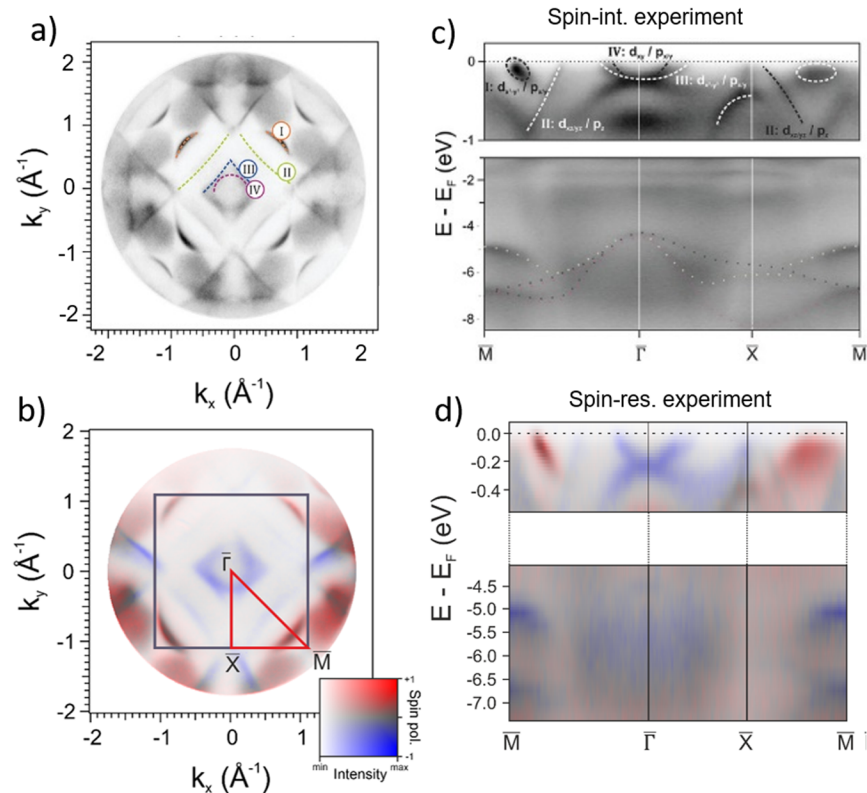 Spin-int. experiment
a)
2
1
0
-1
-2
k_y (Å⁻¹)
I
II
III
IV
-2 -1 0 1 2
k_x (Å⁻¹)
c)
0
-1
IV: d_xy / p_x/y
III: d_x²-y² / p_x/y
I: d_x²-y² / p_x/y
II: d_xz/yz / p_z
II: d_xz/yz / p_z
E - E_F (eV)
-1
-2
-4
-6
-8
M̅ Γ̅ X̅ M̅
b)
2
1
0
-1
-2
k_y (Å⁻¹)
Γ̅
X̅ M̅
-2 -1 0 1
k_x (Å⁻¹)
+1
-1
Spin pol.
min max
Intensity
Spin-res. experiment
d)
0.0
-0.2
-0.4
E - E_F (eV)
-4.5
-5.0
-5.5
-6.0
-6.5
-7.0
M̅ Γ̅ X̅ M̅